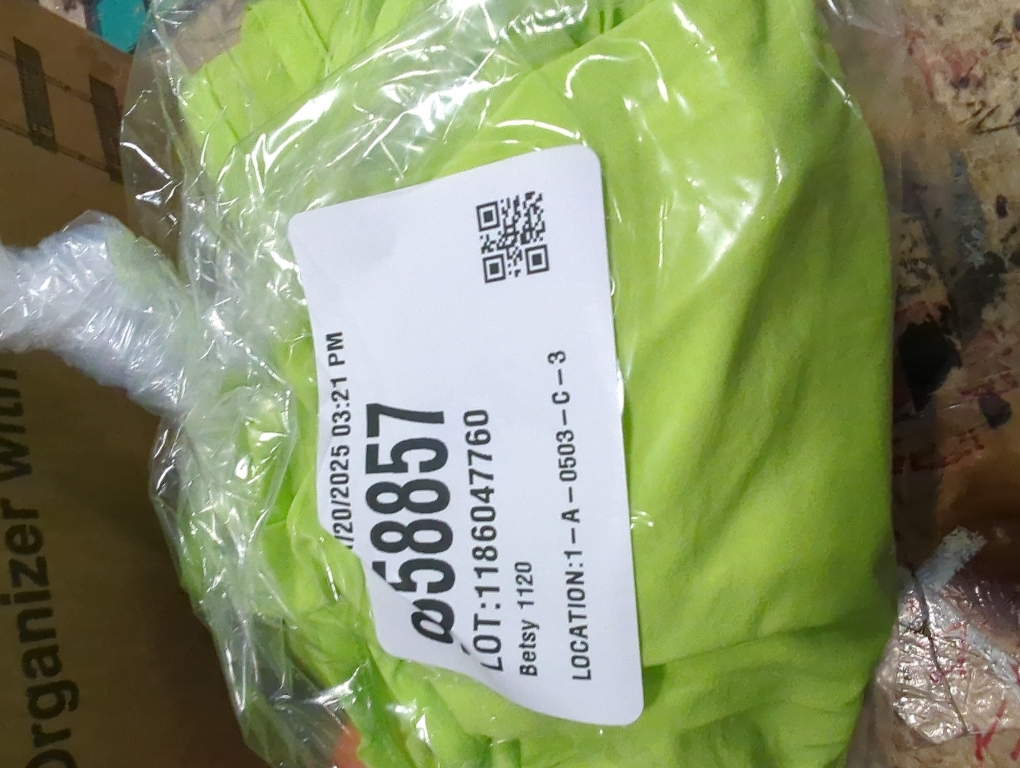 /20/2025 03:21 PM
58857
LOT:1186047760
Betsy 1120
LOCATION:1-A-0503-C-3
organizer with